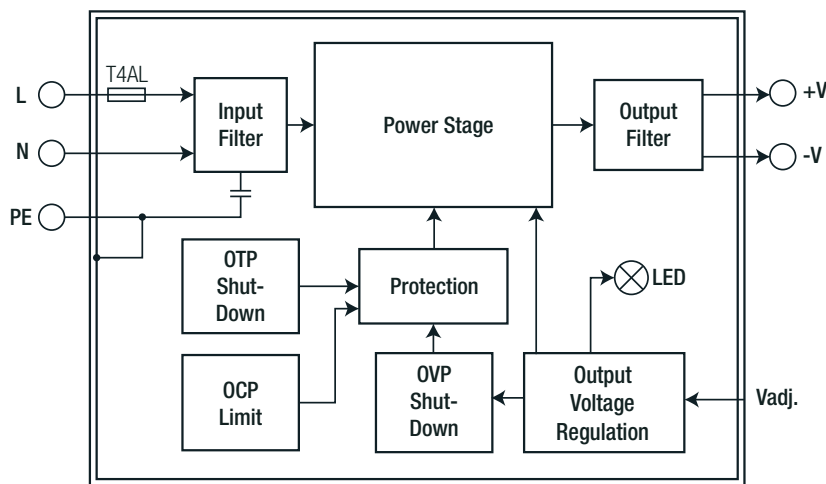 T4AL
L
Input
Filter
Power Stage
Output
Filter
+V
N
-V
PE
OTP
Shut-
Down
Protection
LED
OCP
Limit
OVP
Shut-
Down
Output
Voltage
Regulation
Vadj.